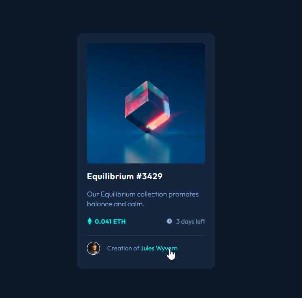 Equilibrium #3429
Our Equilibrium collection promotes
balance and calm.
0.041 ETH
3 days left
Creation of Jules Wyvern